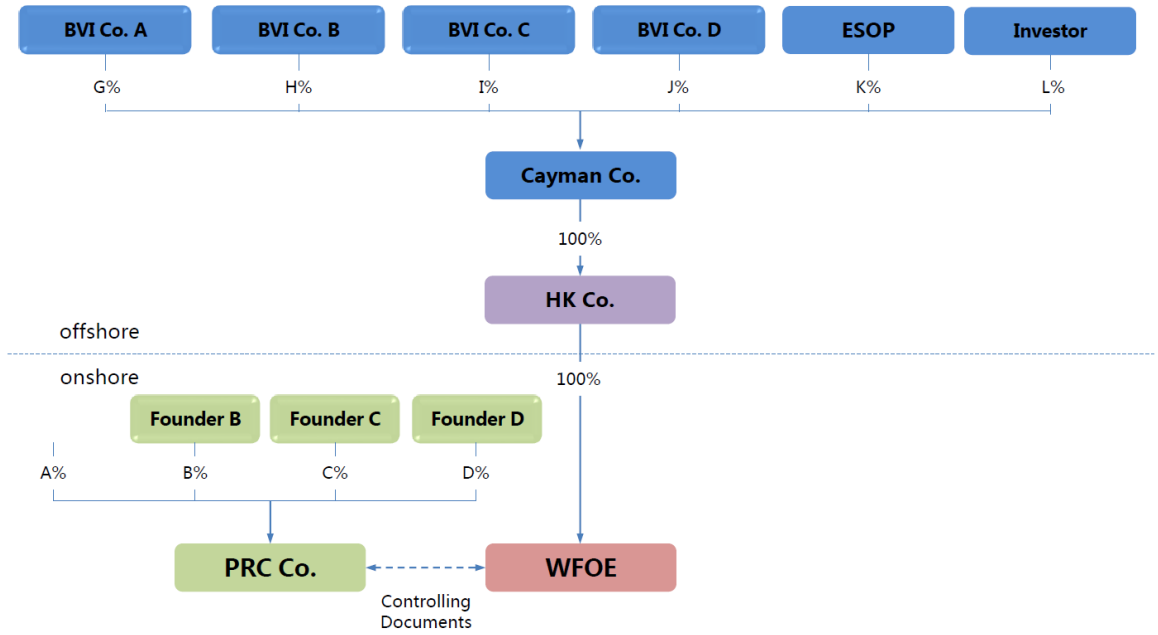 BVI Co. A
BVI Co. B
BVI Co. C
BVI Co. D
ESOP
Investor
G%
H%
I%
J%
K%
L%
Cayman Co.
100%
HK Co.
offshore
onshore
100%
Founder B
Founder C
Founder D
A%
B%
C%
D%
PRC Co.
WFOE
Controlling
Documents